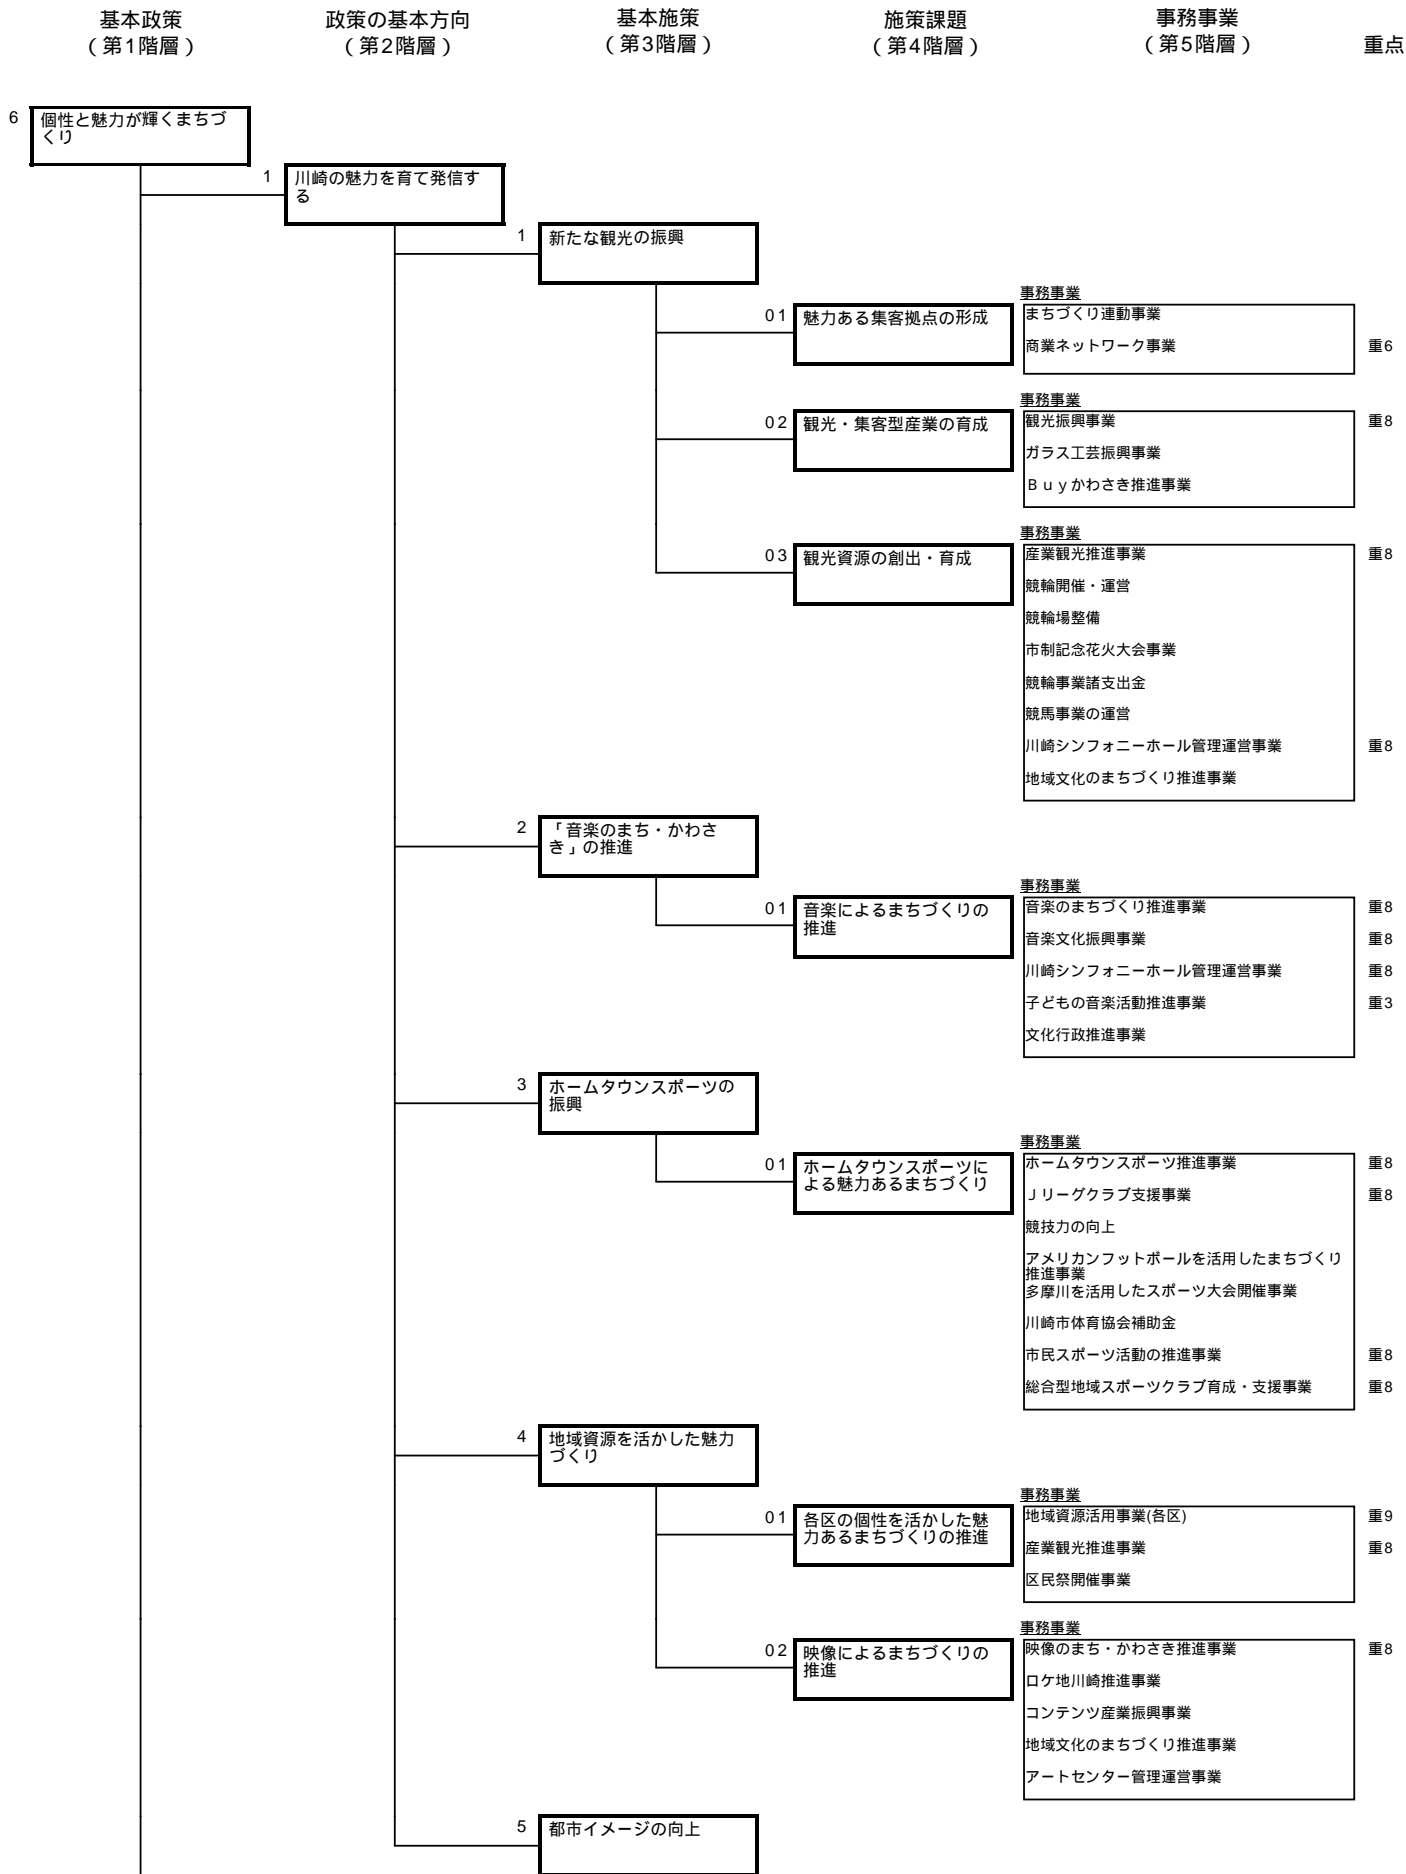 基本政策
（第1階層）
政策の基本方向
（第2階層）
基本施策
（第3階層）
施策課題
（第4階層）
事務事業
（第5階層）
重点
6
個性と魅力が輝くまちづ
くり
1
川崎の魅力を育て発信す
る
1
新たな観光の振興
01
魅力ある集客拠点の形成
事務事業
まちづくり連動事業
商業ネットワーク事業 重6
02
観光・集客型産業の育成
事務事業
観光振興事業 重8
ガラス工芸振興事業
Ｂｕｙかわさき推進事業
03
観光資源の創出・育成
事務事業
産業観光推進事業 重8
競輪開催・運営
競輪場整備
市制記念花火大会事業
競輪事業諸支出金
競馬事業の運営
川崎シンフォニーホール管理運営事業 重8
地域文化のまちづくり推進事業
2
「音楽のまち・かわさ
き」の推進
01
音楽によるまちづくりの
推進
事務事業
音楽のまちづくり推進事業 重8
音楽文化振興事業 重8
川崎シンフォニーホール管理運営事業 重8
子どもの音楽活動推進事業 重3
文化行政推進事業
3
ホームタウンスポーツの
振興
01
ホームタウンスポーツに
よる魅力あるまちづくり
事務事業
ホームタウンスポーツ推進事業 重8
Ｊリーグクラブ支援事業 重8
競技力の向上
アメリカンフットボールを活用したまちづくり
推進事業
多摩川を活用したスポーツ大会開催事業
川崎市体育協会補助金
市民スポーツ活動の推進事業 重8
総合型地域スポーツクラブ育成・支援事業 重8
4
地域資源を活かした魅力
づくり
01
各区の個性を活かした魅
力あるまちづくりの推進
事務事業
地域資源活用事業(各区) 重9
産業観光推進事業 重8
区民祭開催事業
02
映像によるまちづくりの
推進
事務事業
映像のまち・かわさき推進事業 重8
ロケ地川崎推進事業
コンテンツ産業振興事業
地域文化のまちづくり推進事業
アートセンター管理運営事業
5
都市イメージの向上